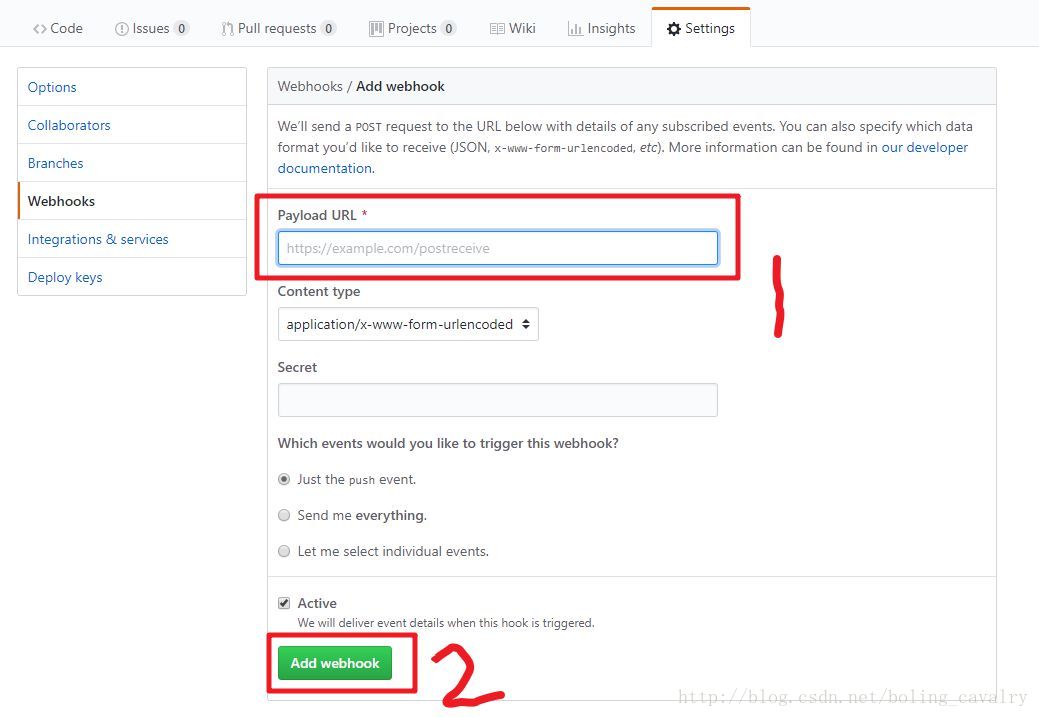 Code Issues 0 Pull requests 0 Projects 0 Wiki Insights Settings
Options
Collaborators
Branches
Webhooks
Integrations & services
Deploy keys
Webhooks / Add webhook
We’ll send a POST request to the URL below with details of any subscribed events. You can also specify which data
format you’d like to receive (JSON, x-www-form-urlencoded, etc). More information can be found in our developer
documentation.
Payload URL *
https://example.com/postreceive
1
Content type
application/x-www-form-urlencoded
Secret
Which events would you like to trigger this webhook?
Just the push event.
Send me everything.
Let me select individual events.
Active
We will deliver event details when this hook is triggered.
Add webhook
2
http://blog.csdn.net/boling_cavalry